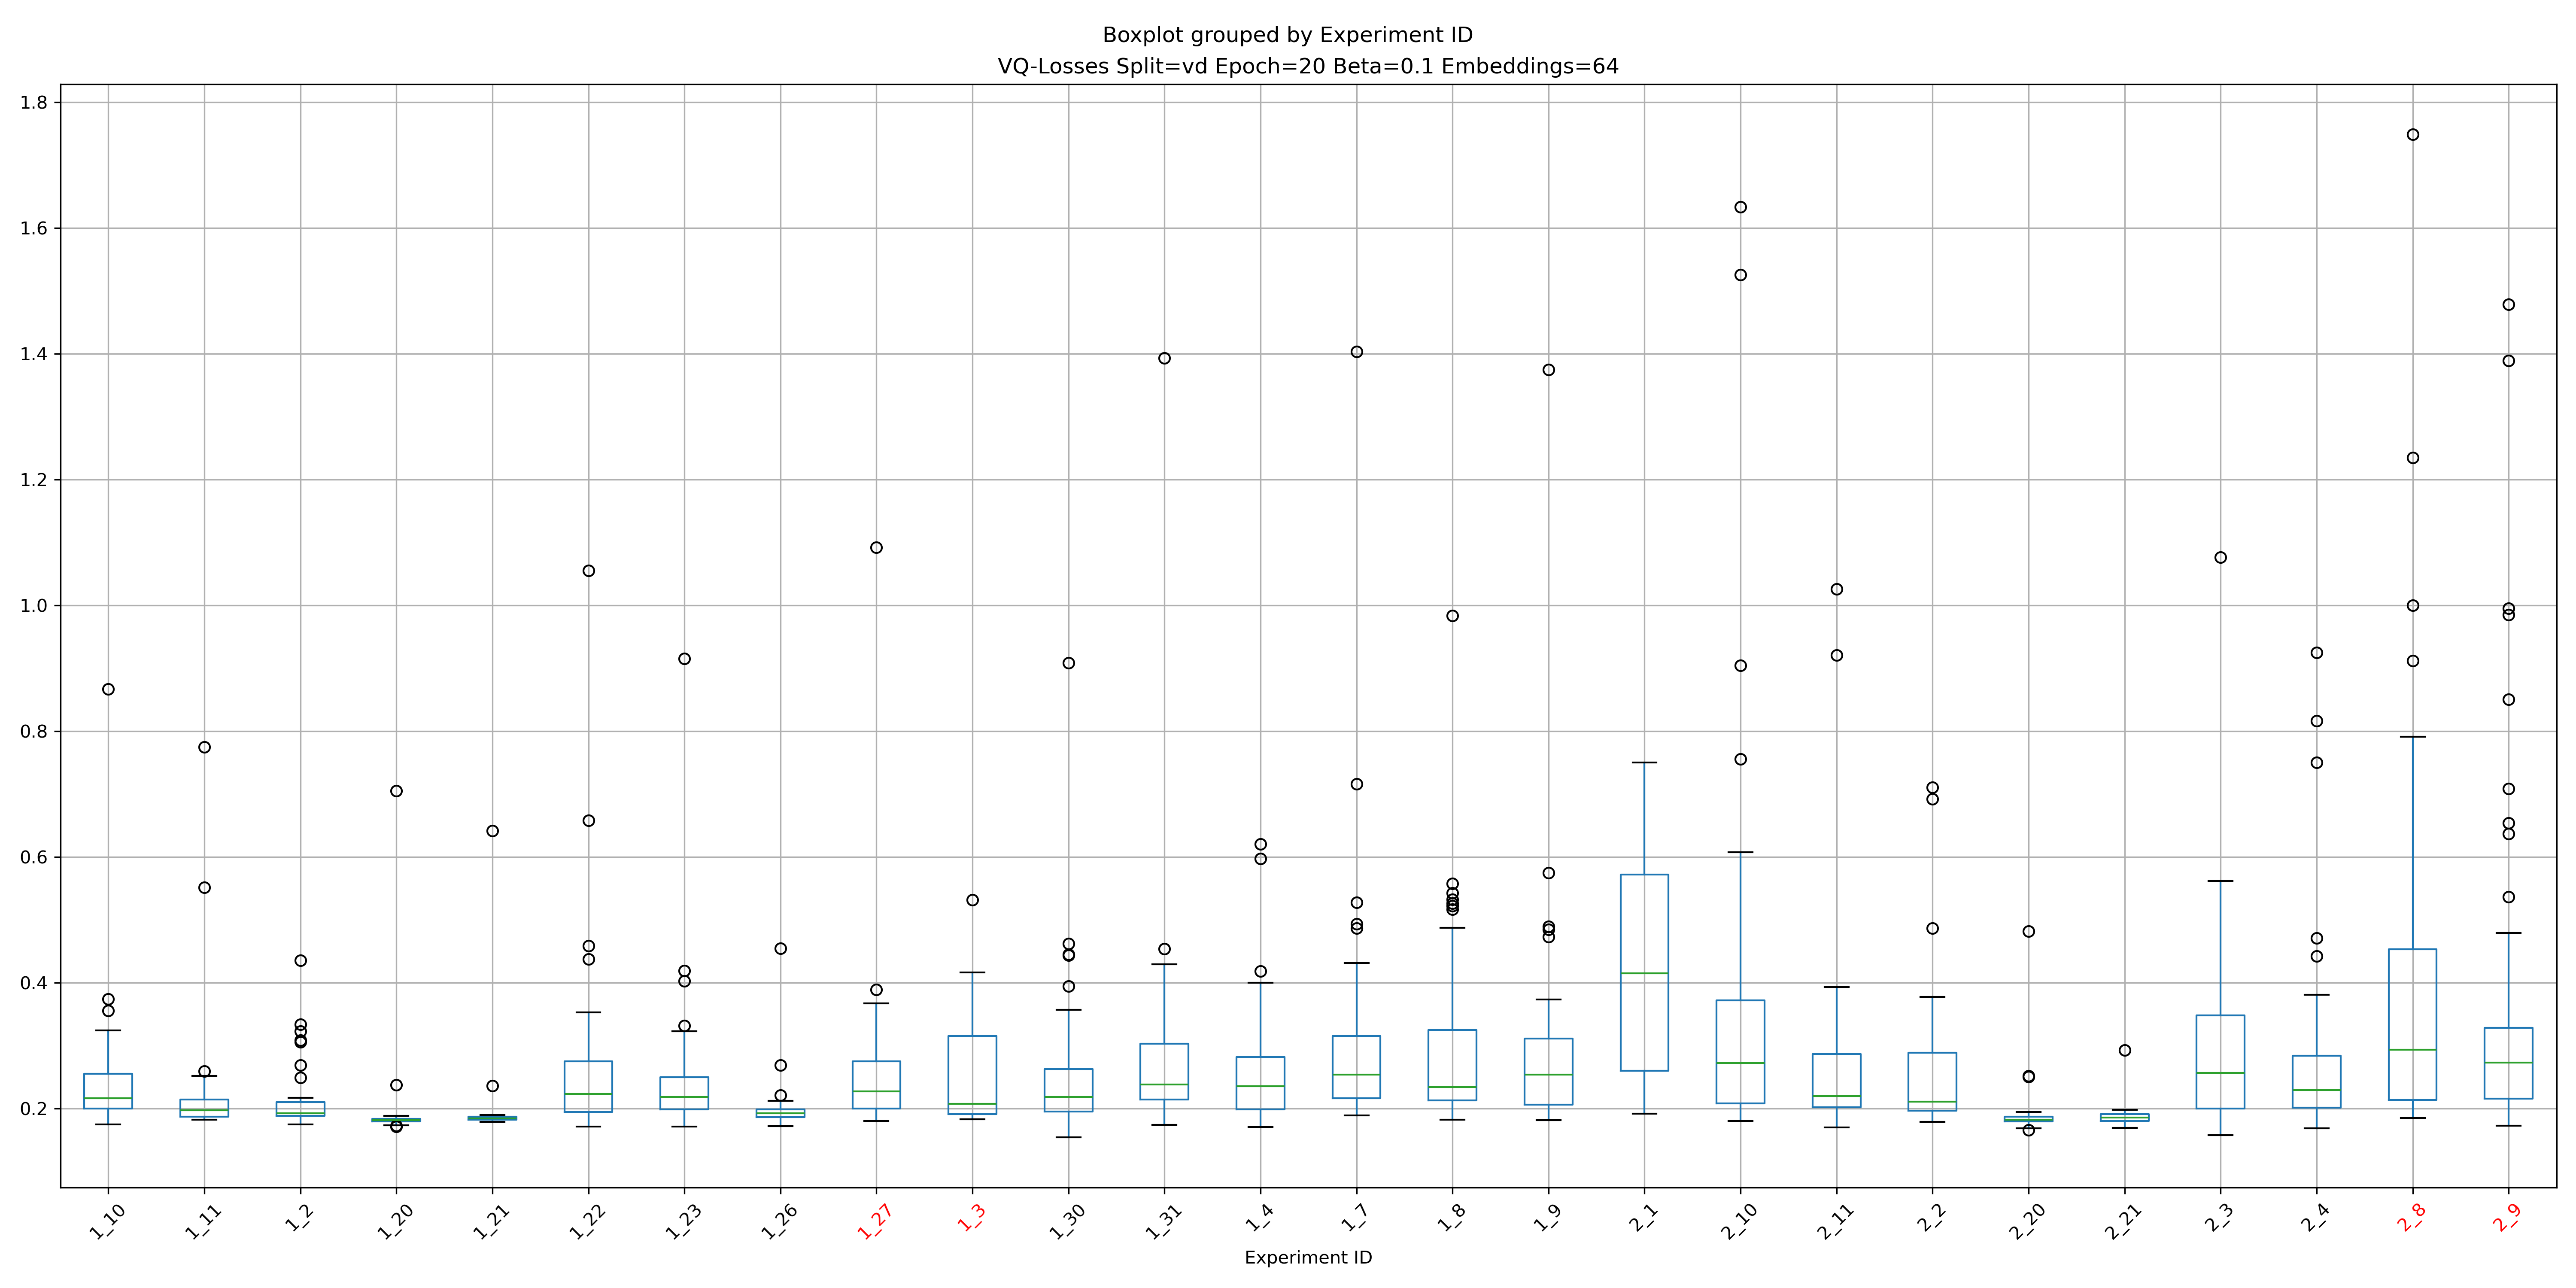 Boxplot grouped by Experiment ID
VQ-Losses Split=vd Epoch=20 Beta=0.1 Embeddings=64
1.8
1.6
1.4
1.2
1.0
0.8
0.6
0.4
0.2
1_10 1_11 1_2 1_20 1_21 1_22 1_23 1_26 1_27 1_3 1_30 1_31 1_4 1_7 1_8 1_9 2_1 2_10 2_11 2_2 2_20 2_21 2_3 2_4 2_8 2_9
Experiment ID